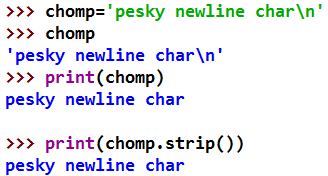 >>> chomp='pesky newline char\n'
>>> chomp
'pesky newline char\n'
>>> print(chomp)
pesky newline char

>>> print(chomp.strip())
pesky newline char